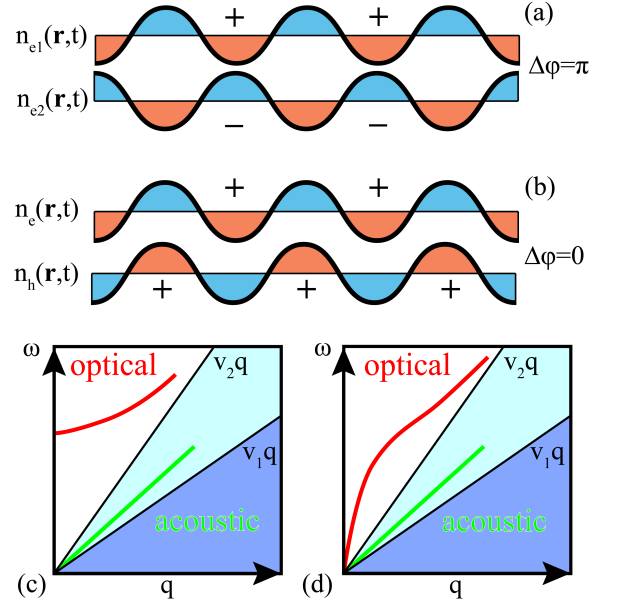 (a)
n_e1(r,t)
+ +
Δφ=π
n_e2(r,t)
− −
(b)
n_e(r,t)
+ +
Δφ=0
n_h(r,t)
+ + +
ω
optical
v_2q
v_1q
acoustic
(c)
q
ω
optical
v_2q
v_1q
acoustic
(d)
q